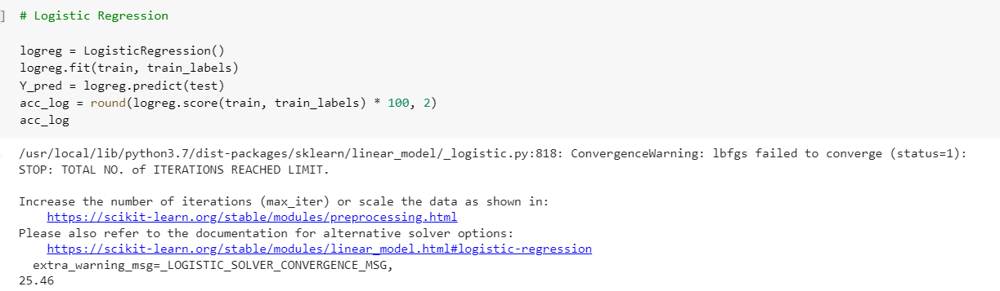 ] # Logistic Regression
logreg = LogisticRegression()
logreg.fit(train, train_labels)
Y_pred = logreg.predict(test)
acc_log = round(logreg.score(train, train_labels) * 100, 2)
acc_log
/usr/local/lib/python3.7/dist-packages/sklearn/linear_model/_logistic.py:818: ConvergenceWarning: lbfgs failed to converge (status=1):
STOP: TOTAL NO. of ITERATIONS REACHED LIMIT.
Increase the number of iterations (max_iter) or scale the data as shown in:
https://scikit-learn.org/stable/modules/preprocessing.html
Please also refer to the documentation for alternative solver options:
https://scikit-learn.org/stable/modules/linear_model.html#logistic-regression
extra_warning_msg=_LOGISTIC_SOLVER_CONVERGENCE_MSG,
25.46